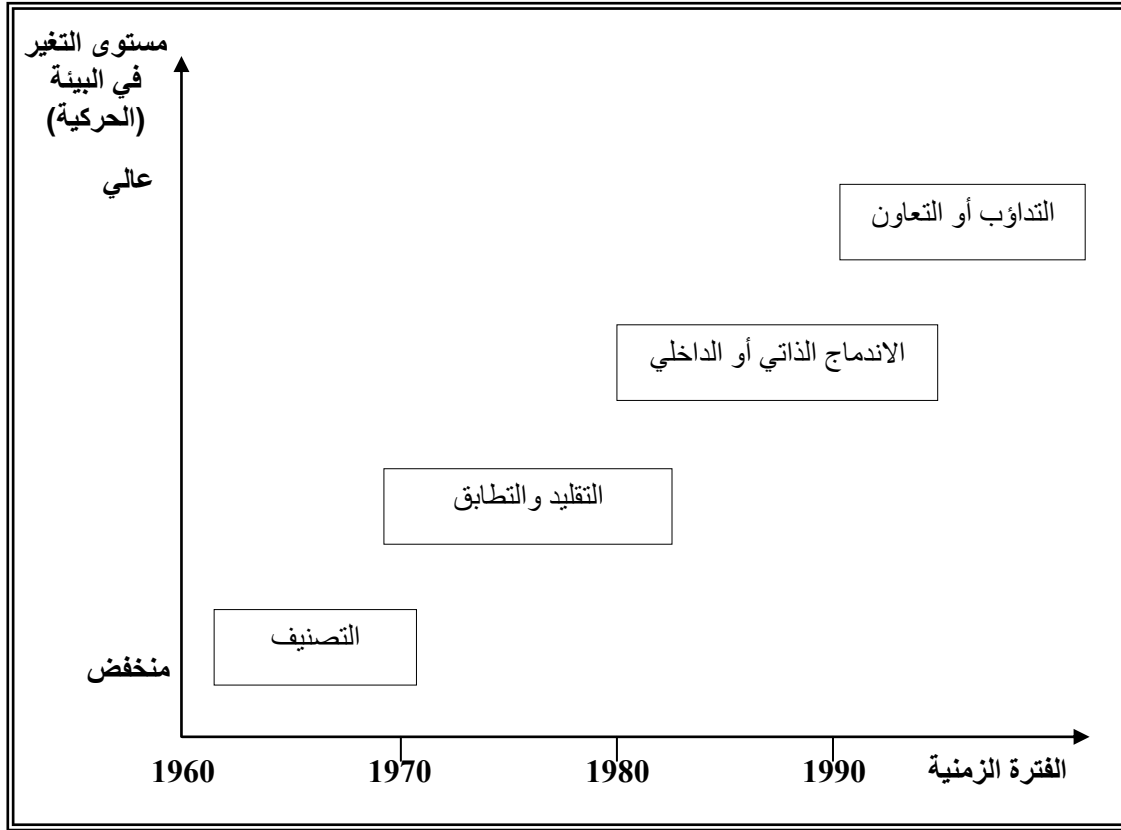 مستوى التغير
في البيئة
(الحركية)
عالي
التداؤب أو التعاون
الاندماج الذاتي أو الداخلي
التقليد والتطابق
التصنيف
منخفض
1960 1970 1980 1990 الفترة الزمنية